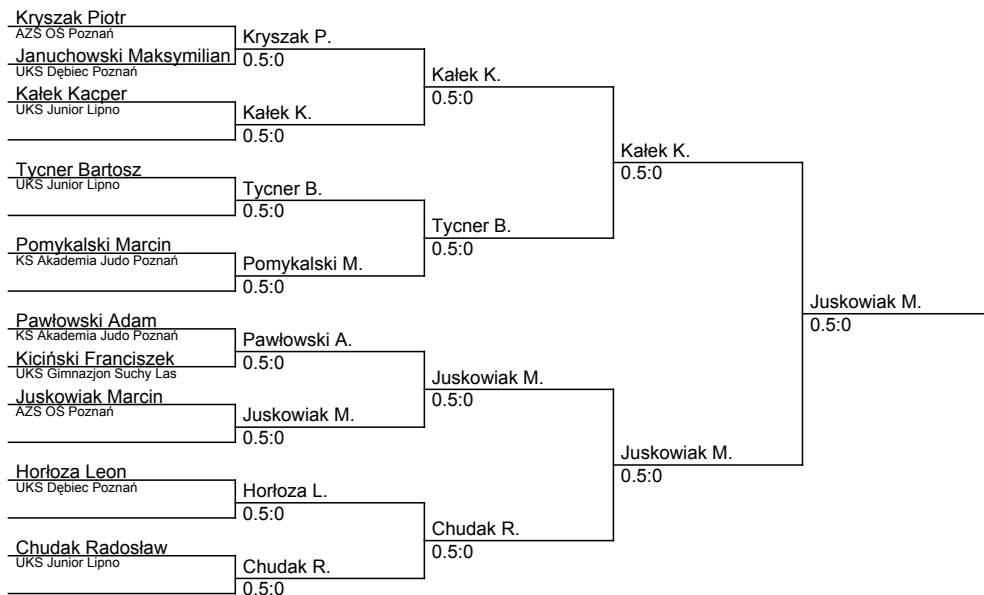 Kryszak Piotr
AZS OŚ Poznań
Januchowski Maksymilian
UKS Dębiec Poznań
Kałek Kacper
UKS Junior Lipno
Tycner Bartosz
UKS Junior Lipno
Pomykalski Marcin
KS Akademia Judo Poznań
Pawłowski Adam
KS Akademia Judo Poznań
Kiciński Franciszek
UKS Gimnazjon Suchy Las
Juskowiak Marcin
AZS OŚ Poznań
Horłoza Leon
UKS Dębiec Poznań
Chudak Radosław
UKS Junior Lipno
Kryszak P.
0.5:0
Kałek K.
0.5:0
Tycner B.
0.5:0
Pomykalski M.
0.5:0
Pawłowski A.
0.5:0
Juskowiak M.
0.5:0
Horłoza L.
0.5:0
Chudak R.
0.5:0
Kałek K.
0.5:0
Tycner B.
0.5:0
Juskowiak M.
0.5:0
Chudak R.
0.5:0
Kałek K.
0.5:0
Juskowiak M.
0.5:0
Juskowiak M.
0.5:0